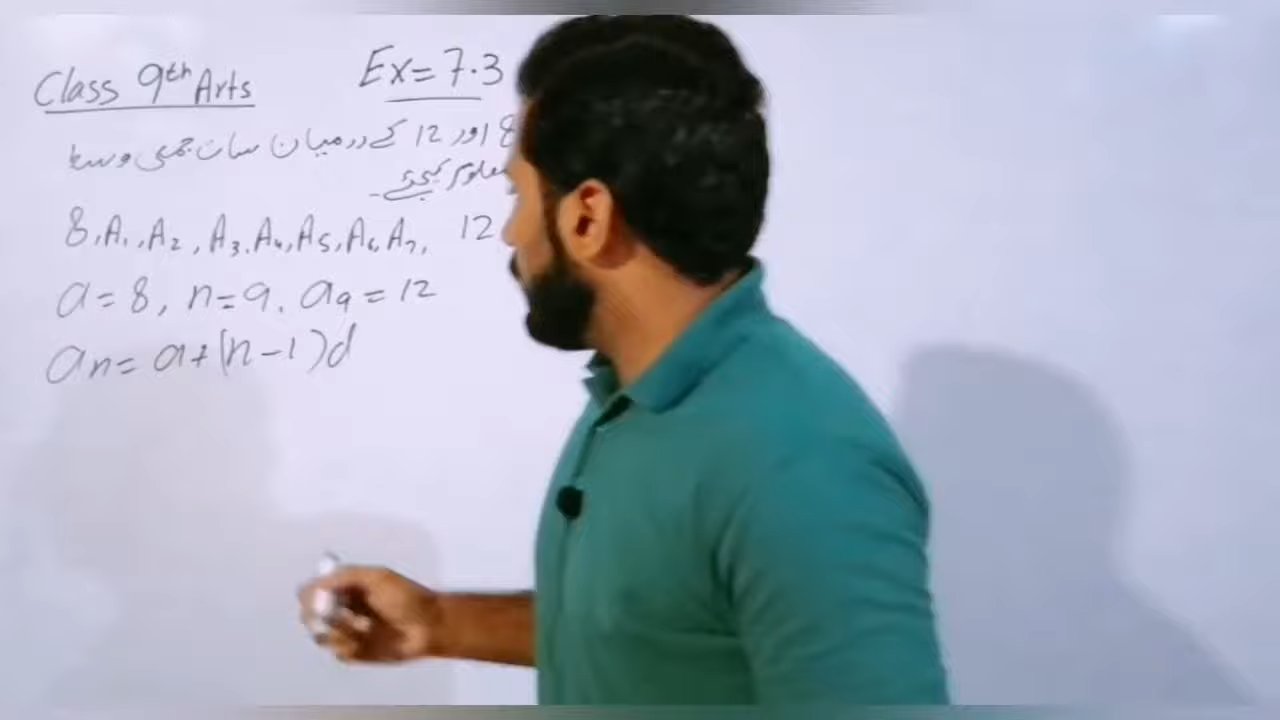 Class 9th Arts
Ex = 7.3
8 اور 12 کے درمیان سات جمعی وسط
معلوم کیجئے۔
8, A1, A2, A3, A4, A5, A6, A7, 12
a = 8, n = 9, a9 = 12
an = a + (n - 1)d